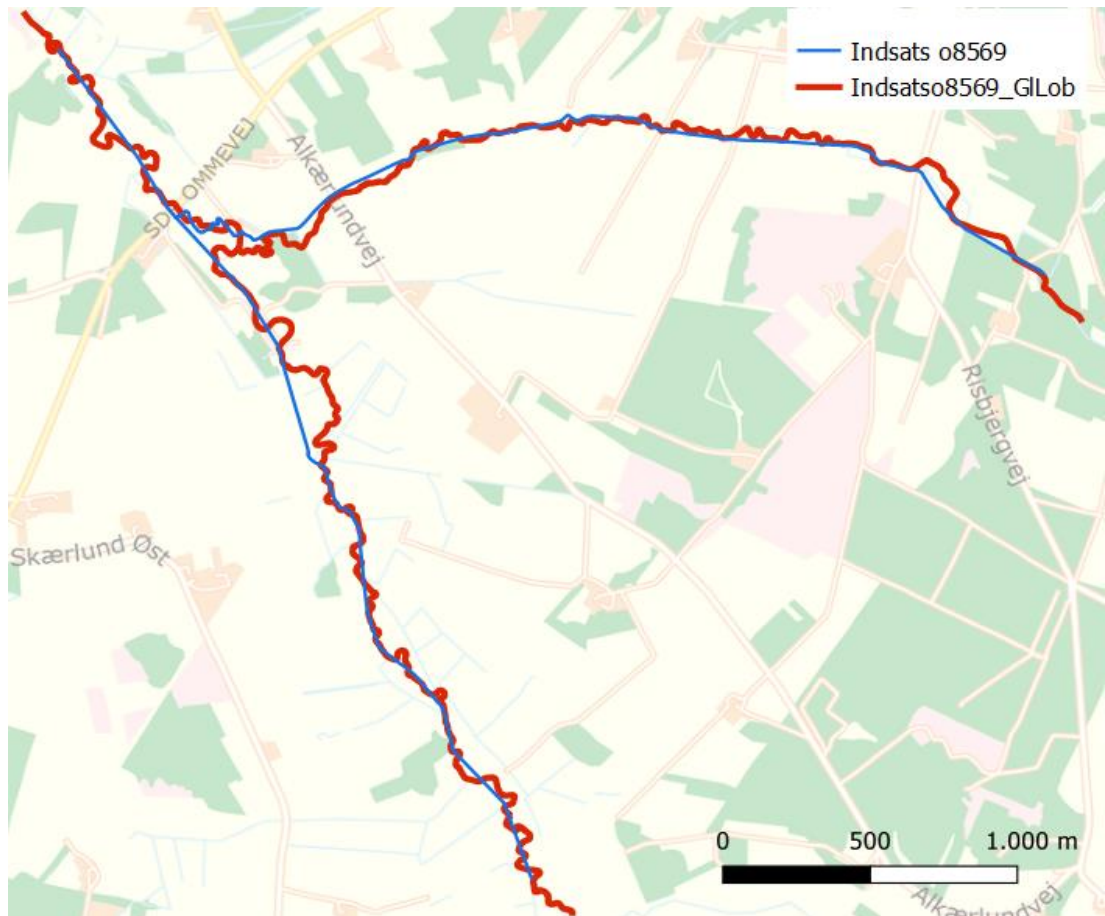 Indsats o8569
Indsatso8569_GlLob
SDR OMMEVEJ
Alkærlundvej
Risbjergvej
Skærlund Øst
0 500 1.000 m
Alkærlundvej